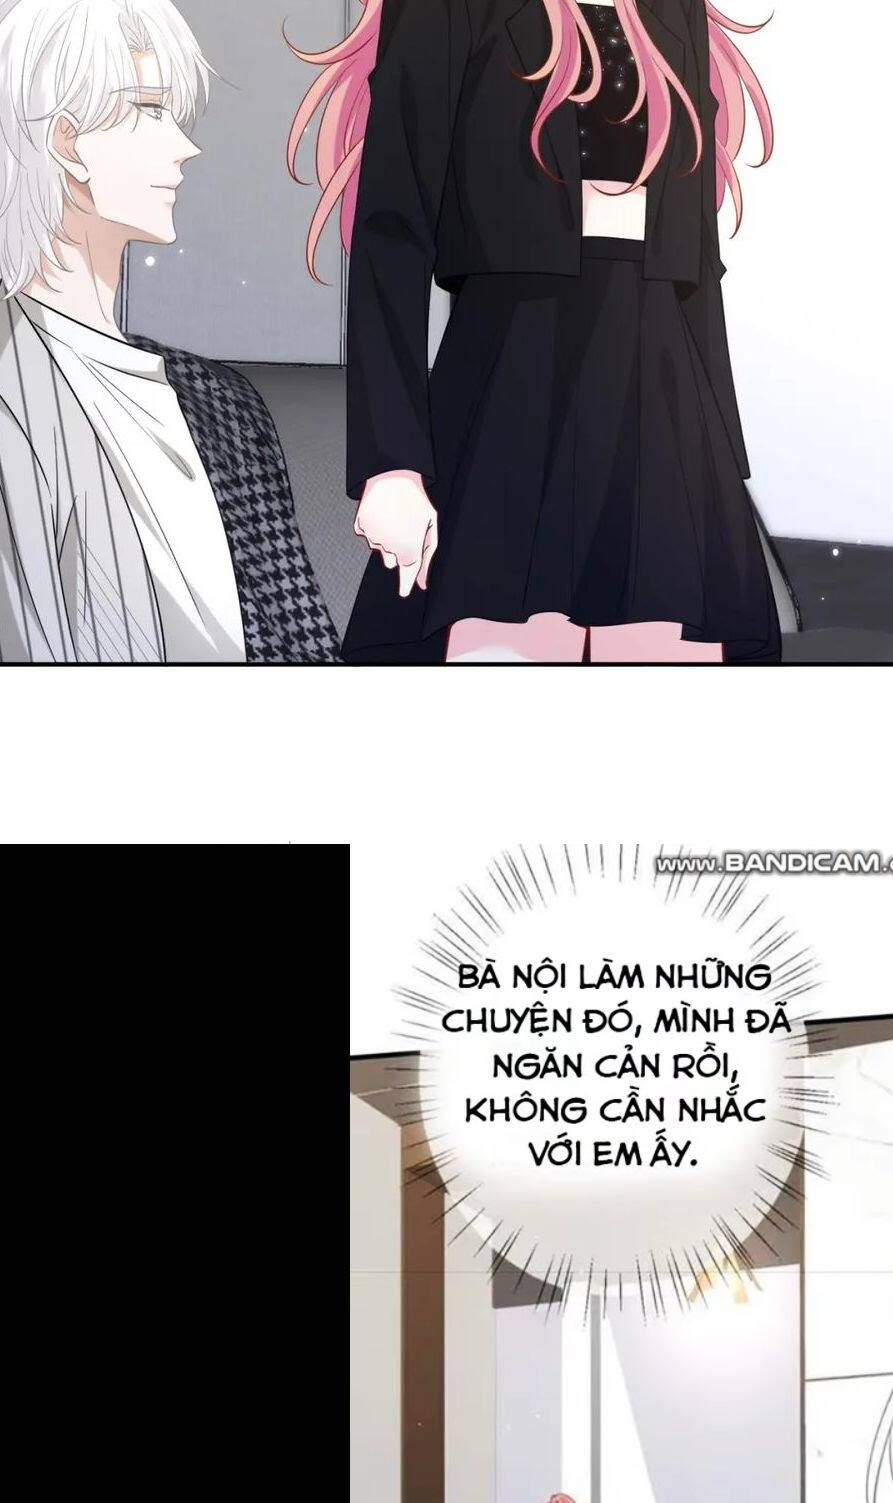 www.BANDICAM.c
BÀ NỘI LÀM NHỮNG
CHUYỆN ĐÓ, MÌNH ĐÃ
NGĂN CẢN RỒI,
KHÔNG CẦN NHẮC
VỚI EM ẤY.